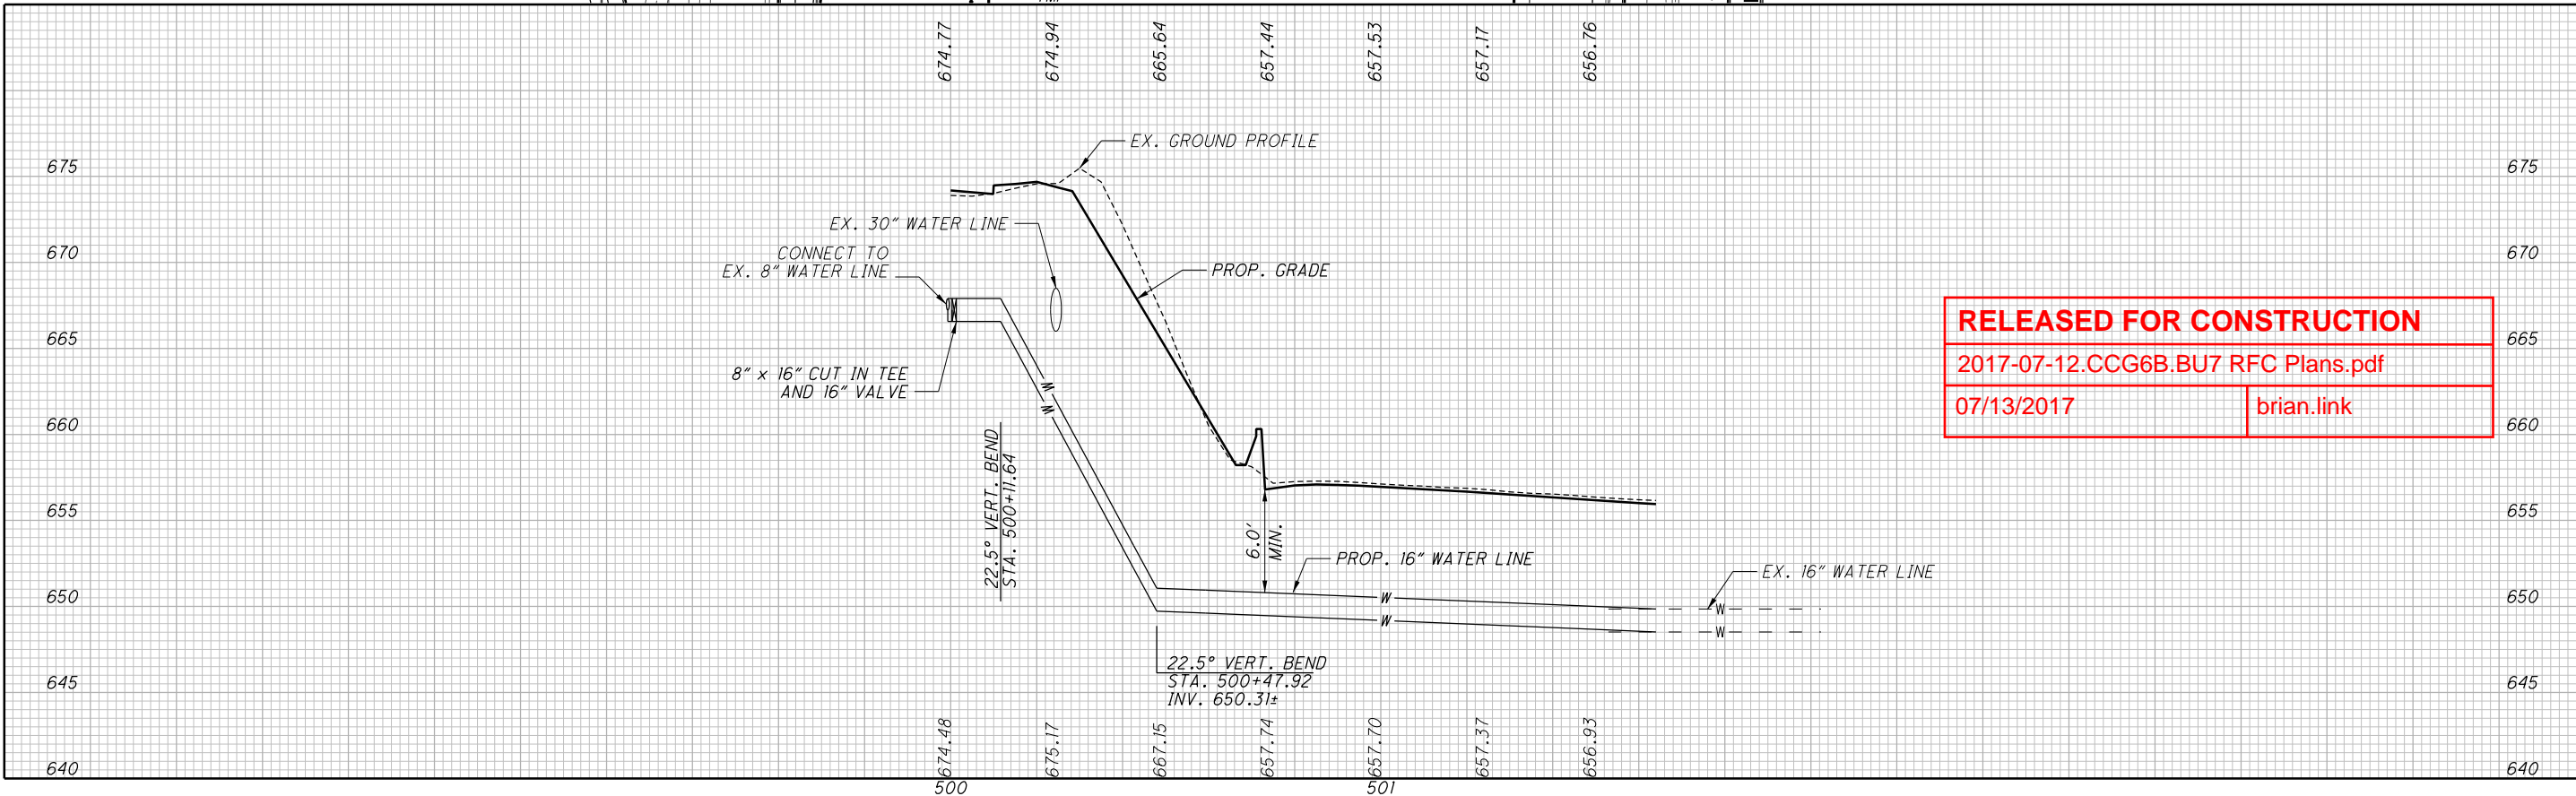 674.77
674.94
665.64
657.44
657.53
657.17
656.76
EX. GROUND PROFILE
675
675
EX. 30" WATER LINE
CONNECT TO
EX. 8" WATER LINE
670
670
PROP. GRADE
RELEASED FOR CONSTRUCTION
2017-07-12.CCG6B.BU7 RFC Plans.pdf
07/13/2017
brian.link
665
665
8" x 16" CUT IN TEE
AND 16" VALVE
W
W
660
660
22.5° VERT. BEND
STA. 500+11.64
655
655
6.0'
MIN.
PROP. 16" WATER LINE
EX. 16" WATER LINE
650
650
W
W
W
W
22.5° VERT. BEND
STA. 500+47.92
INV. 650.31±
645
645
674.48
675.17
667.15
657.74
657.70
657.37
656.93
640
640
500
501